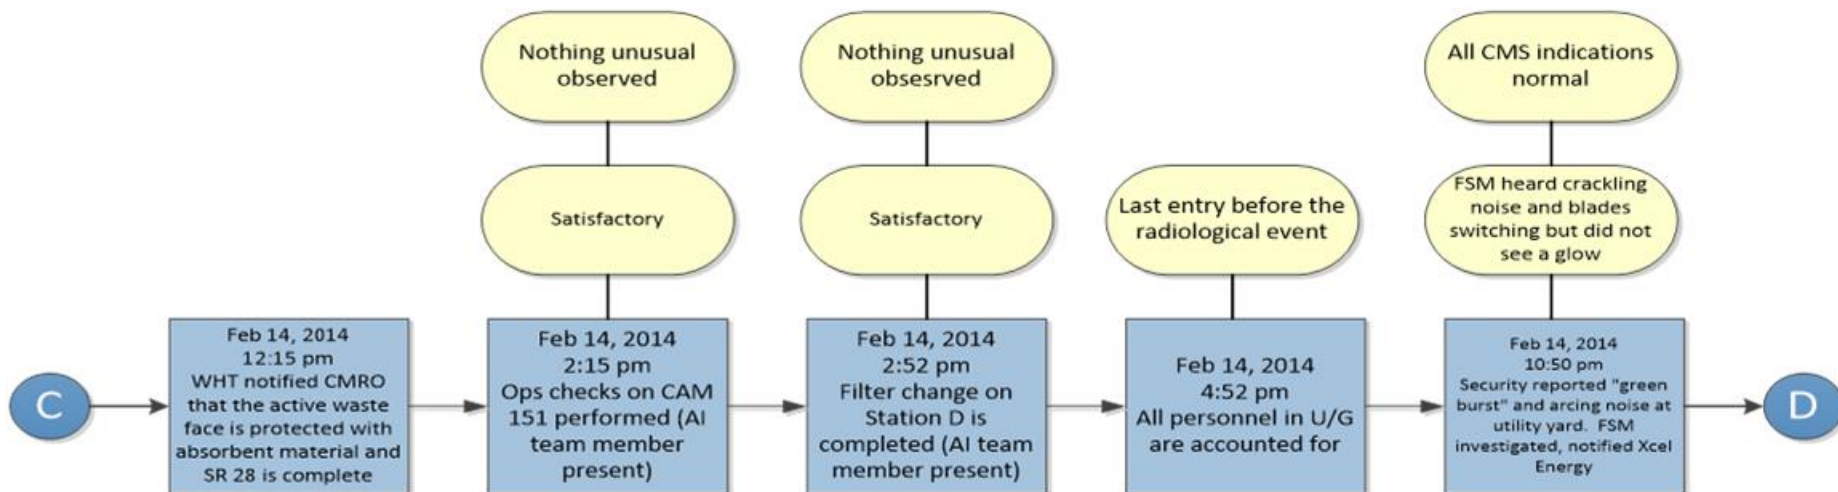 Nothing unusual
observed
Nothing unusual
obsesrved
All CMS indications
normal
Satisfactory
Satisfactory
Last entry before the
radiological event
FSM heard crackling
noise and blades
switching but did not
see a glow
C
Feb 14, 2014
12:15 pm
WHT notified CMRO
that the active waste
face is protected with
absorbent material and
SR 28 is complete
Feb 14, 2014
2:15 pm
Ops checks on CAM
151 performed (AI
team member
present)
Feb 14, 2014
2:52 pm
Filter change on
Station D is
completed (AI team
member present)
Feb 14, 2014
4:52 pm
All personnel in U/G
are accounted for
Feb 14, 2014
10:50 pm
Security reported "green
burst" and arcing noise at
utility yard.  FSM
investigated, notified Xcel
Energy
D